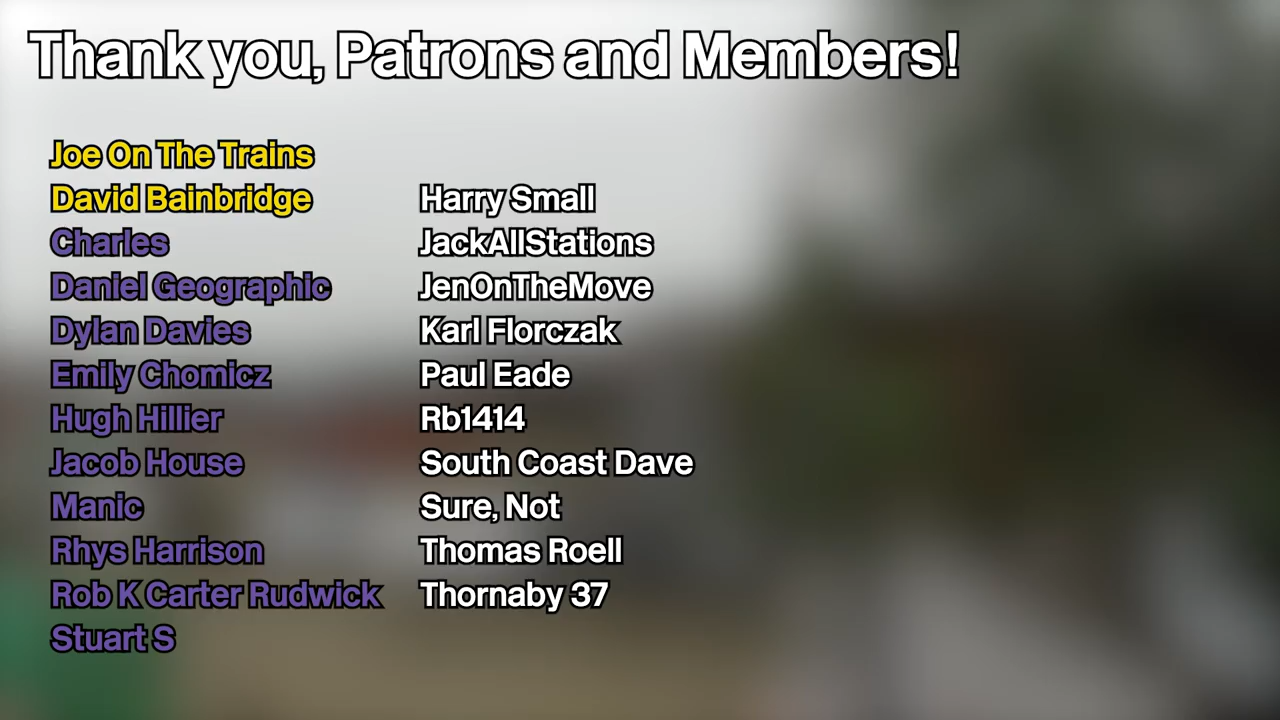 Thank you, Patrons and Members!
Joe On The Trains
David Bainbridge
Charles
Daniel Geographic
Dylan Davies
Emily Chomicz
Hugh Hillier
Jacob House
Manic
Rhys Harrison
Rob K Carter Rudwick
Stuart S
Harry Small
JackAllStations
JenOnTheMove
Karl Florczak
Paul Eade
Rb1414
South Coast Dave
Sure, Not
Thomas Roell
Thornaby 37